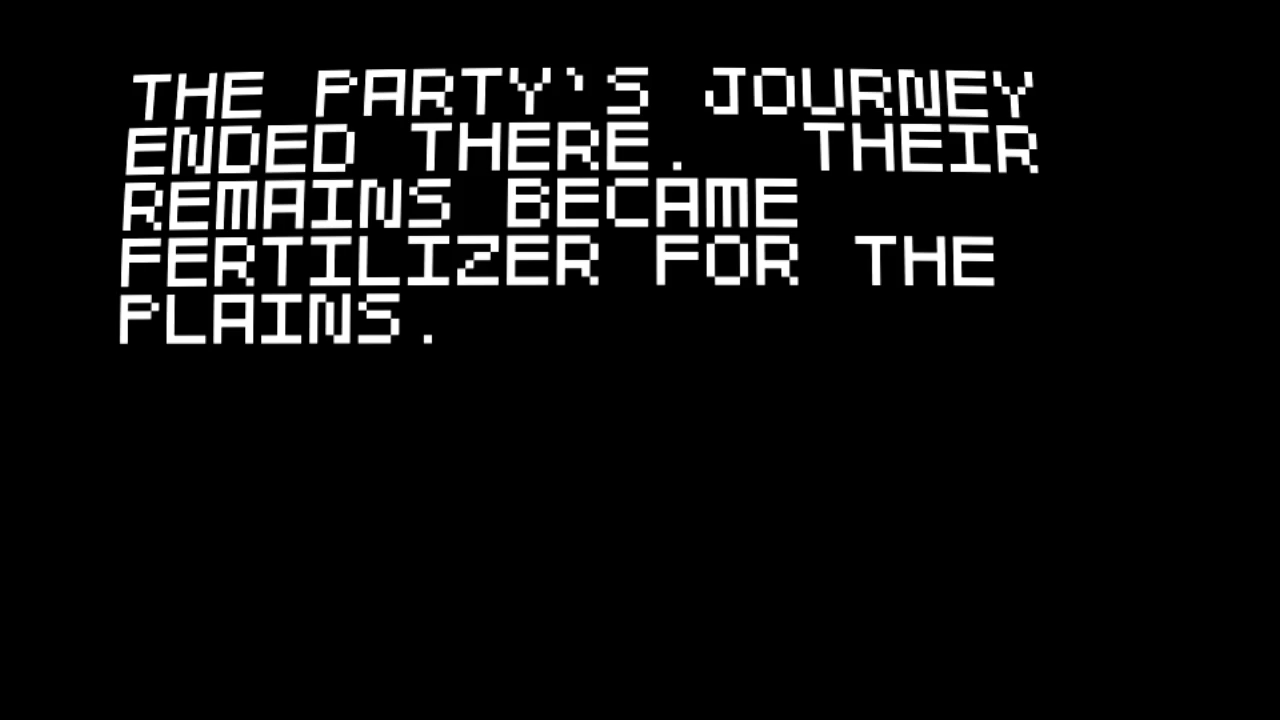 THE PARTY'S JOURNEY
ENDED THERE.  THEIR
REMAINS BECAME
FERTILIZER FOR THE
PLAINS.